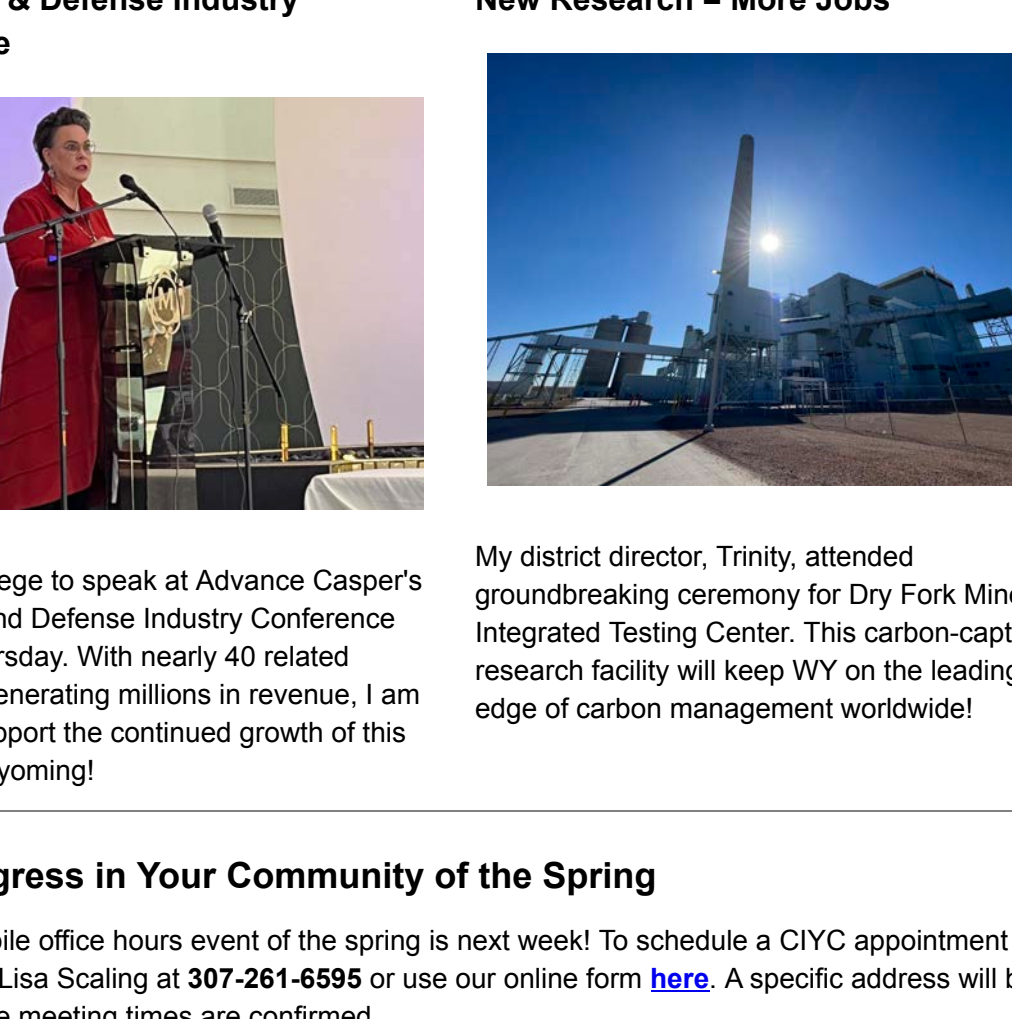 & Defense Industry
e
ege to speak at Advance Casper's
nd Defense Industry Conference
rsday. With nearly 40 related
enerating millions in revenue, I am
pport the continued growth of this
yoming!
New Research = More Jobs
My district director, Trinity, attended
groundbreaking ceremony for Dry Fork Mine
Integrated Testing Center. This carbon-capt
research facility will keep WY on the leading
edge of carbon management worldwide!
gress in Your Community of the Spring
ile office hours event of the spring is next week! To schedule a CIYC appointment
Lisa Scaling at 307-261-6595 or use our online form here. A specific address will b
e meeting times are confirmed.